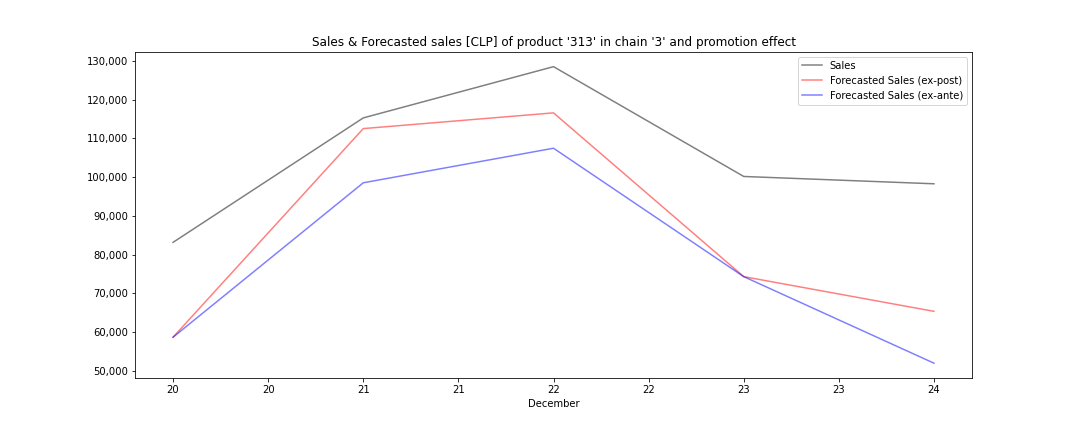 Sales & Forecasted sales [CLP] of product '313' in chain '3' and promotion effect
130,000
120,000
110,000
100,000
90,000
80,000
70,000
60,000
50,000
Sales
Forecasted Sales (ex-post)
Forecasted Sales (ex-ante)
20 20 21 21 22 22 23 23 24
December